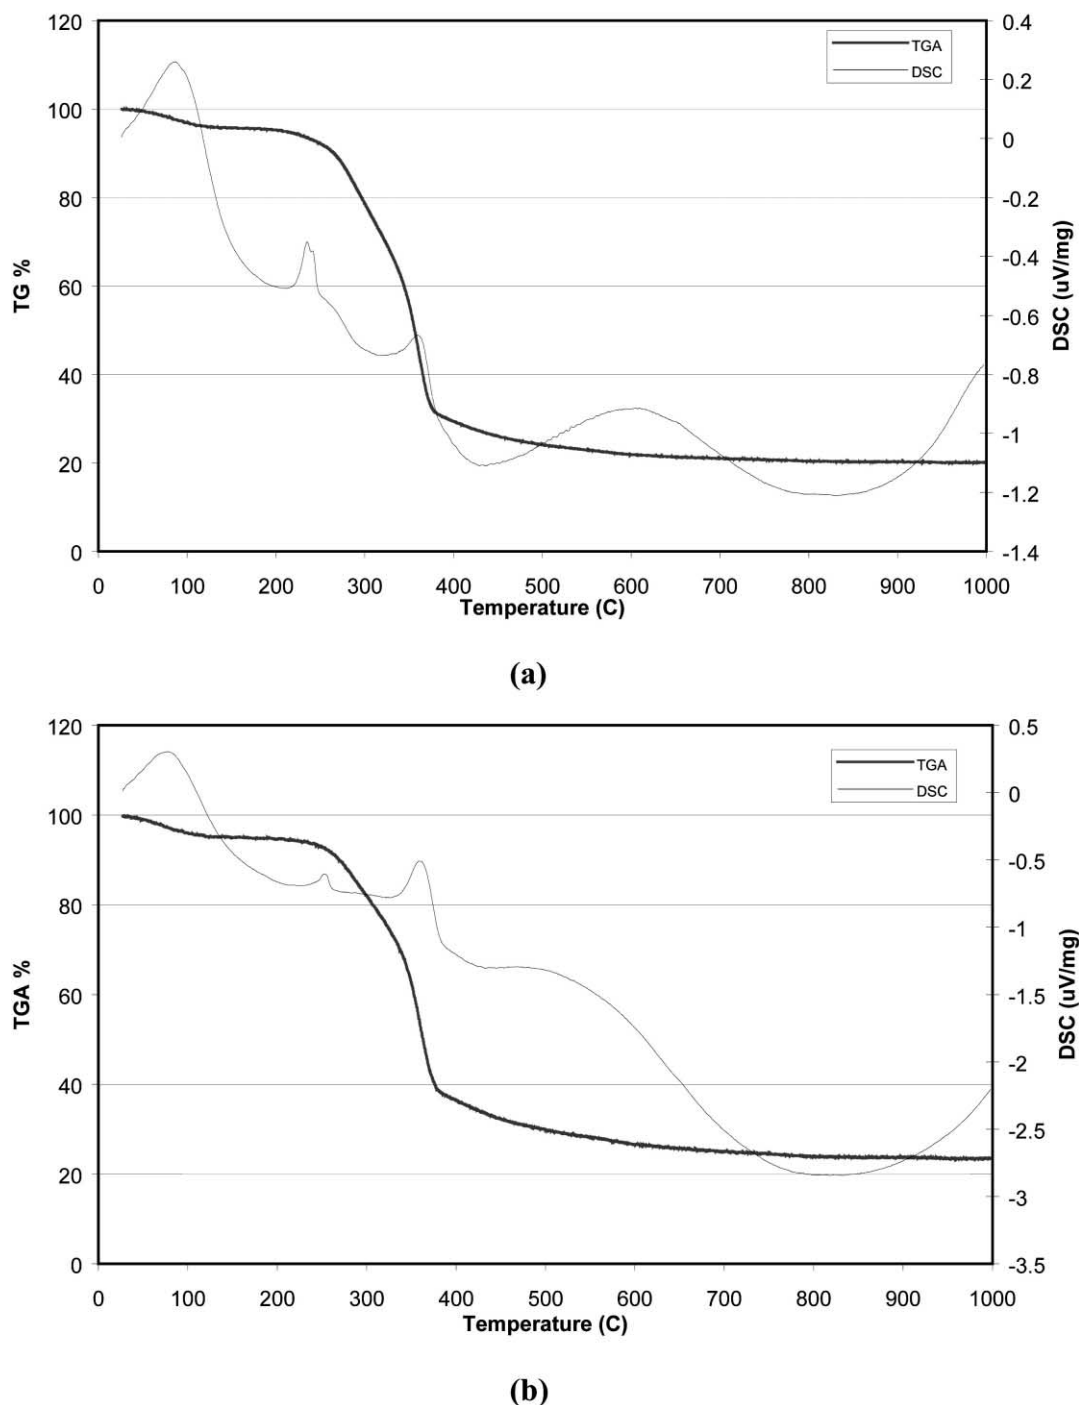 120
100
80
60
40
20
0
TG %
0.4
0.2
0
-0.2
-0.4
-0.6
-0.8
-1
-1.2
-1.4
DSC (uV/mg)
TGA
DSC
0 100 200 300 400 500 600 700 800 900 1000
Temperature (C)
(a)
120
100
80
60
40
20
0
TGA %
0.5
0
-0.5
-1
-1.5
-2
-2.5
-3
-3.5
DSC (uV/mg)
TGA
DSC
0 100 200 300 400 500 600 700 800 900 1000
Temperature (C)
(b)